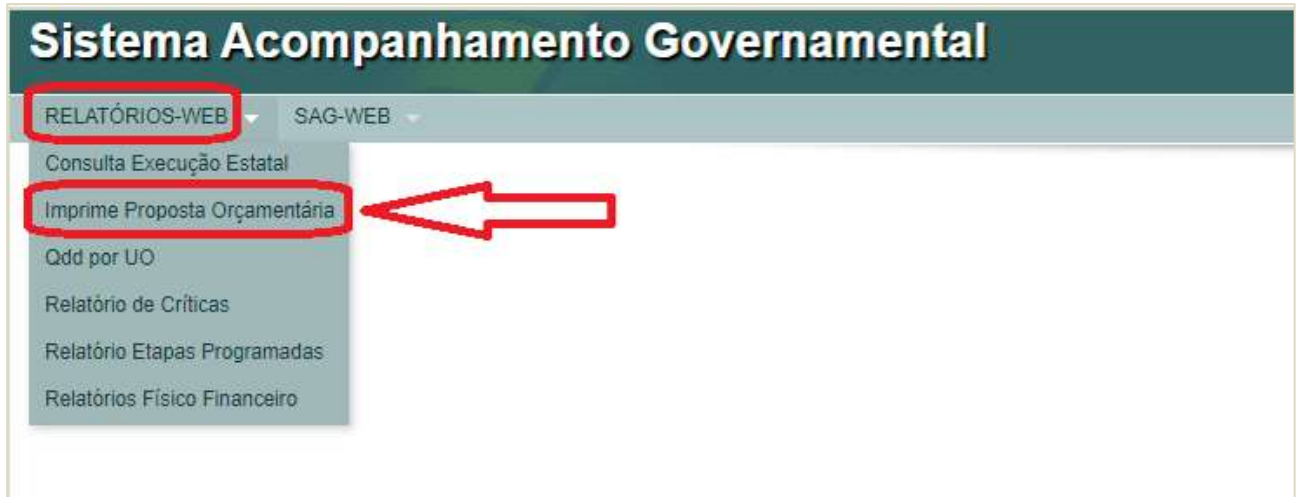 Sistema Acompanhamento Governamental
RELATÓRIOS-WEB SAG-WEB
Consulta Execução Estatal
Imprime Proposta Orçamentária
Qdd por UO
Relatório de Críticas
Relatório Etapas Programadas
Relatórios Físico Financeiro